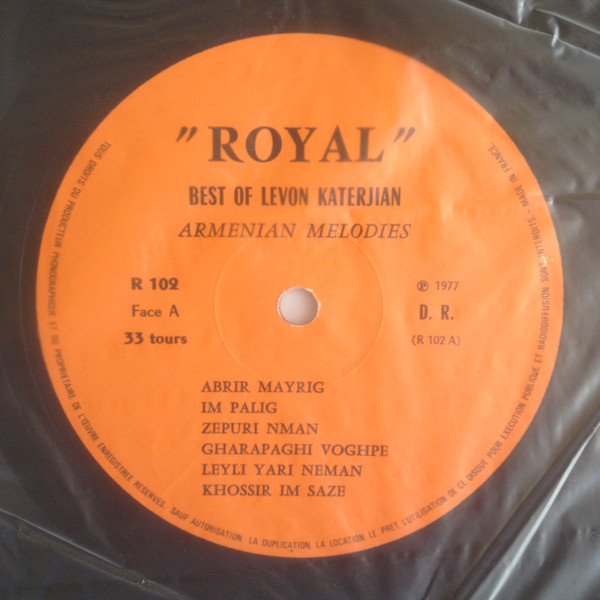 "ROYAL"
BEST OF LEVON KATERJIAN
ARMENIAN MELODIES
R 102
Face A
33 tours
℗ 1977
D. R.
(R 102 A)
ABRIR MAYRIG
IM PALIG
ZEPURI NMAN
GHARAPAGHI VOGHPE
LEYLI YARI NEMAN
KHOSSIR IM SAZE
TOUS DROITS DU PRODUCTEUR PHONOGRAPHIQUE ET DU PROPRIETAIRE DE L'ŒUVRE ENREGISTREE RESERVES. SAUF AUTORISATION, LA DUPLICATION, LA LOCATION, LE PRET, L'UTILISATION DE CE DISQUE POUR EXECUTION PUBLIQUE ET RADIODIFFUSION SONT INTERDITS. - MADE IN FRANCE.